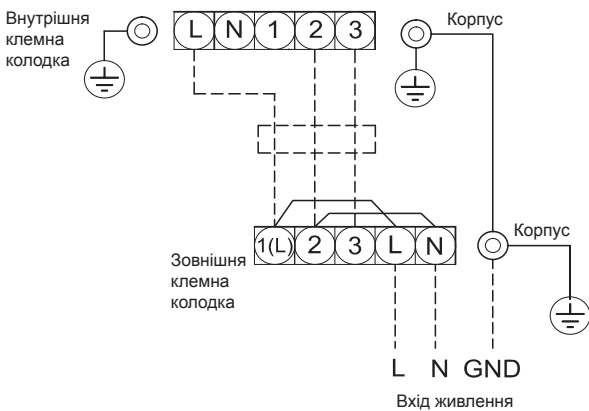 Внутрішня
клемна
колодка
L N 1 2 3
Корпус
1(L) 2 3 L N
Корпус
Зовнішня
клемна
колодка
L N GND
Вхід живлення